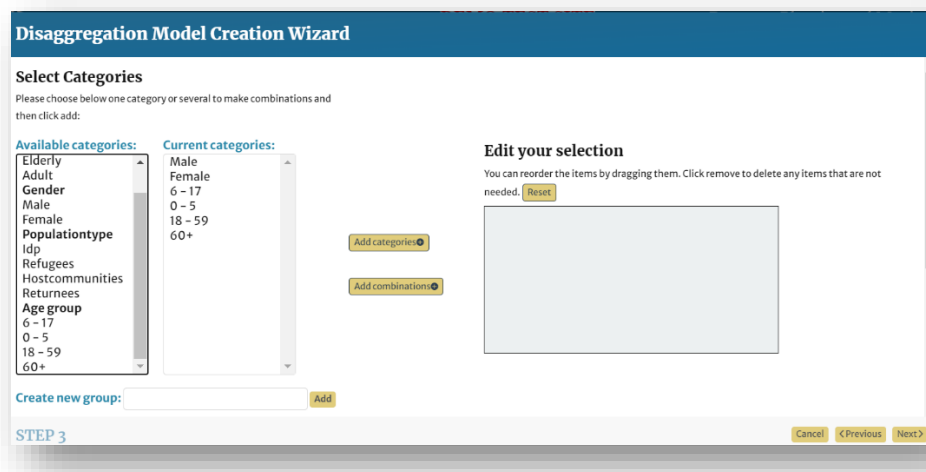 Disaggregation Model Creation Wizard
Select Categories
Please choose below one category or several to make combinations and
then click add:
Available categories:
Elderly
Adult
Gender
Male
Female
Populationtype
Idp
Refugees
Hostcommunities
Returnees
Age group
6 – 17
0 – 5
18 – 59
60+
Current categories:
Male
Female
6 – 17
0 – 5
18 – 59
60+
Add categories
Add combinations
Edit your selection
You can reorder the items by dragging them. Click remove to delete any items that are not
needed. Reset
Create new group: Add
STEP 3
Cancel <Previous Next>